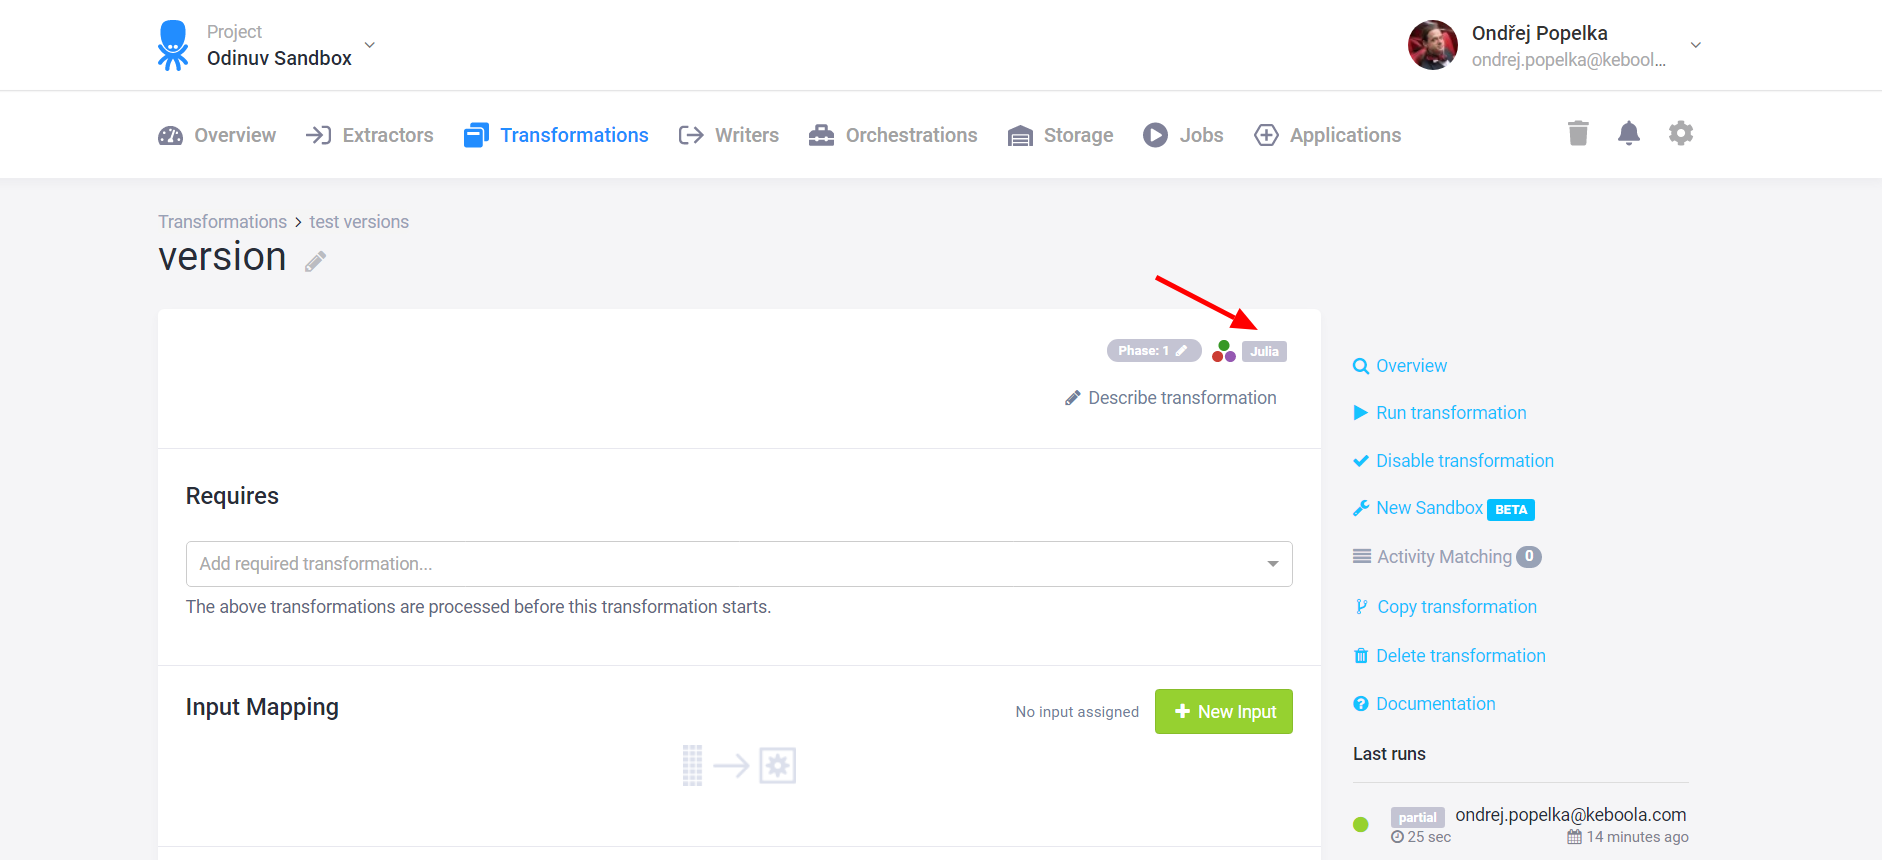 Project
Odinuv Sandbox
Ondřej Popelka
ondrej.popelka@kebool...
Overview
Extractors
Transformations
Writers
Orchestrations
Storage
Jobs
Applications
Transformations > test versions
version
Phase: 1
Julia
Describe transformation
Requires
Add required transformation...
The above transformations are processed before this transformation starts.
Input Mapping
No input assigned
New Input
Overview
Run transformation
Disable transformation
New Sandbox BETA
Activity Matching 0
Copy transformation
Delete transformation
Documentation
Last runs
partial ondrej.popelka@keboola.com
25 sec 14 minutes ago